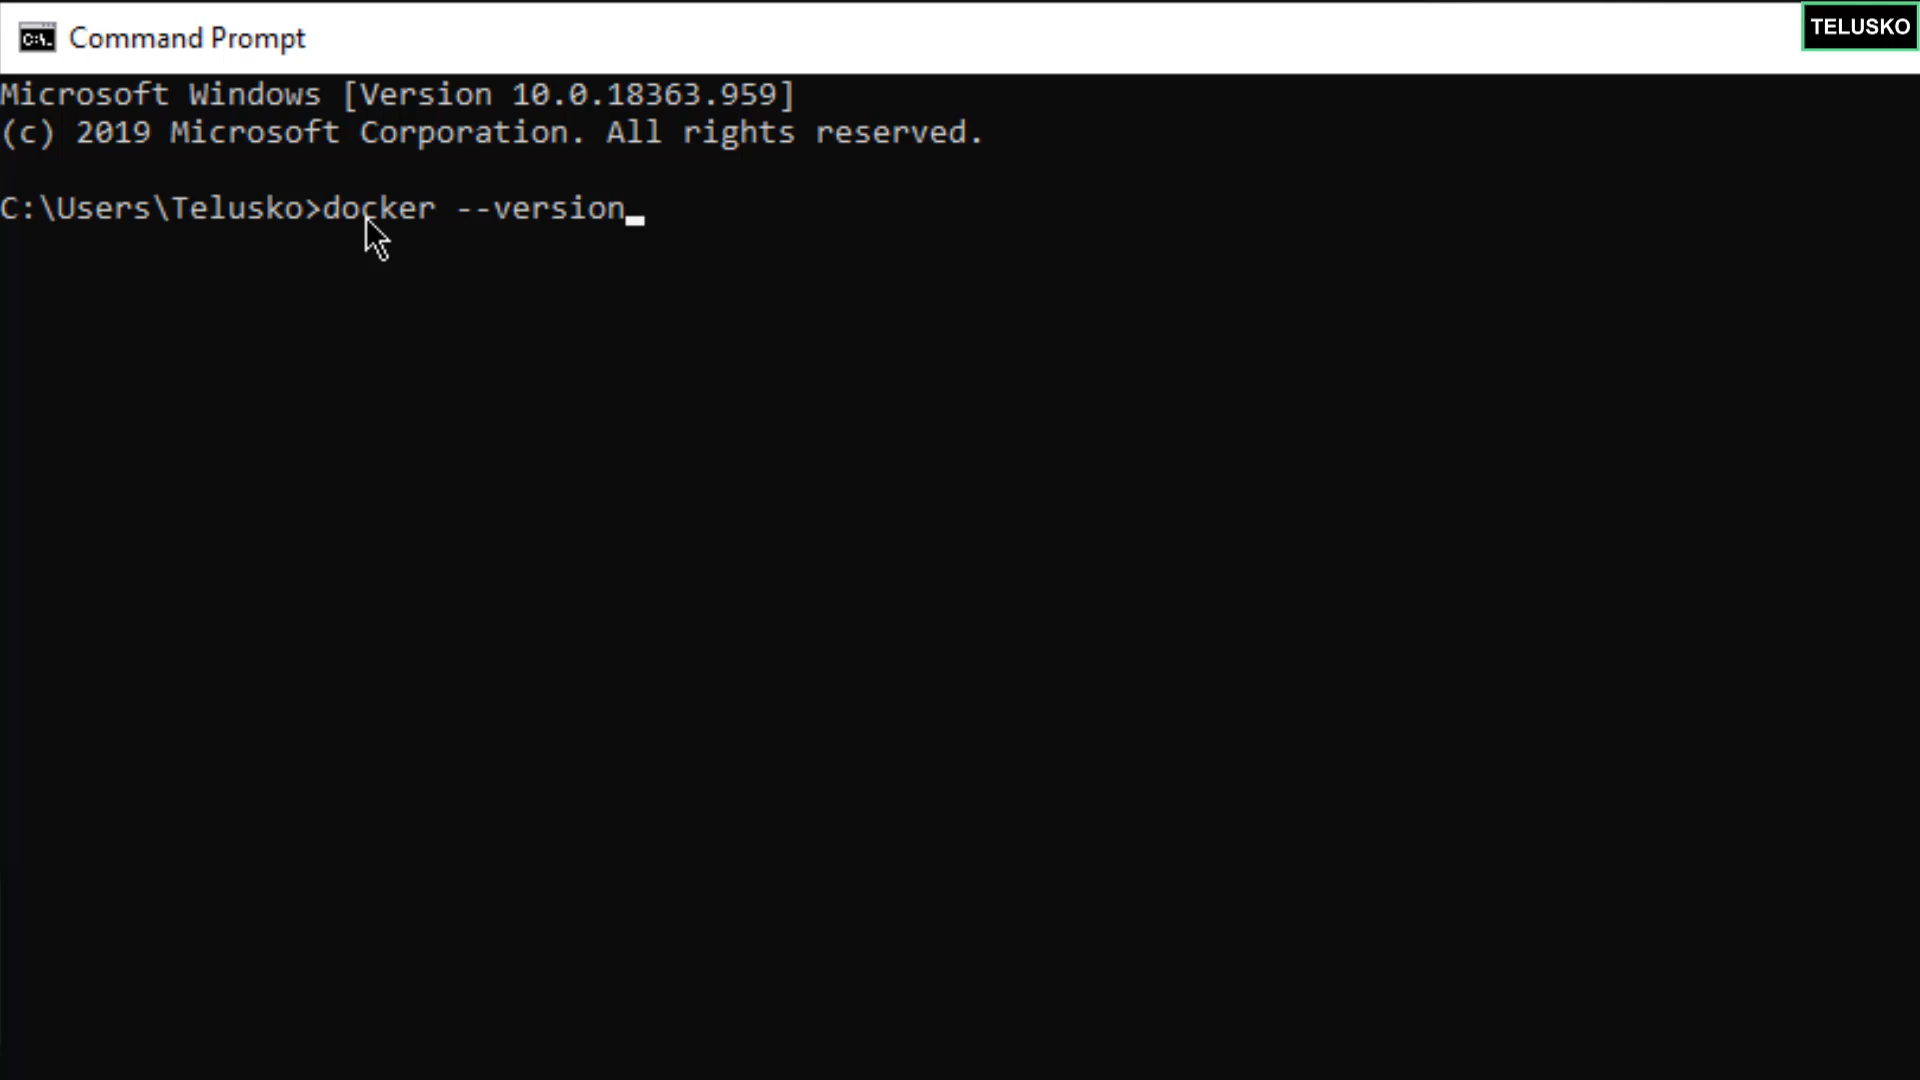 C:\. Command Prompt
TELUSKO
Microsoft Windows [Version 10.0.18363.959]
(c) 2019 Microsoft Corporation. All rights reserved.
C:\Users\Telusko>docker --version